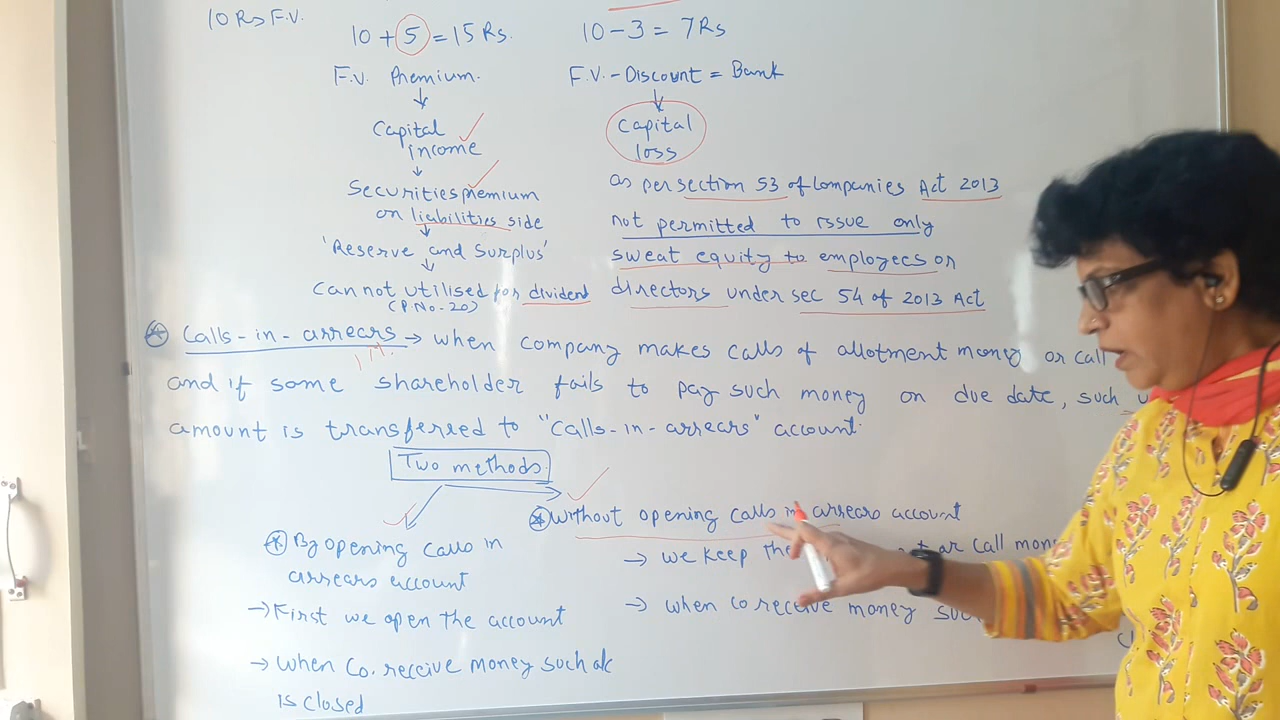 10 Rs F.V.
10 + 5 = 15 Rs.
F.V. Premium.
Capital
income
Securities premium
on liabilities side
'Reserve and Surplus'
Can not utilised for dividend
(P.No-20)
10 - 3 = 7 Rs
F.V. - Discount = Bank
Capital
loss
as per section 53 of Companies Act 2013
not permitted to issue only
sweat equity to employees or
directors under sec 54 of 2013 Act
Calls-in-arrears → when company makes calls of allotment money or call
and if some shareholder fails to pay such money on due date, such
amount is transferred to "Calls-in-arrears" account.
Two methods
By opening calls in
arrears account
→ First we open the account
→ when Co. receive money such a/c
is closed
without opening calls in arrears account
→ we keep the or call
→ when co receive money